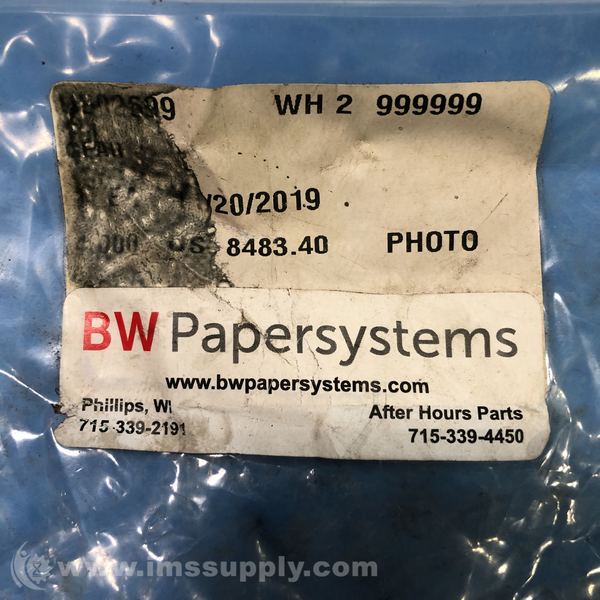 WH 2 999999
/20/2019
8483.40 PHOTO
BW Papersystems
www.bwpapersystems.com
Phillips, WI After Hours Parts
715-339-2191 715-339-4450
www.imssupply.com